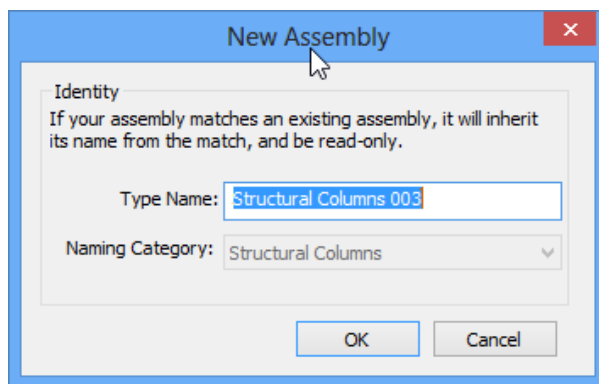 New Assembly
Identity
If your assembly matches an existing assembly, it will inherit
its name from the match, and be read-only.
Type Name: Structural Columns 003
Naming Category: Structural Columns
OK Cancel